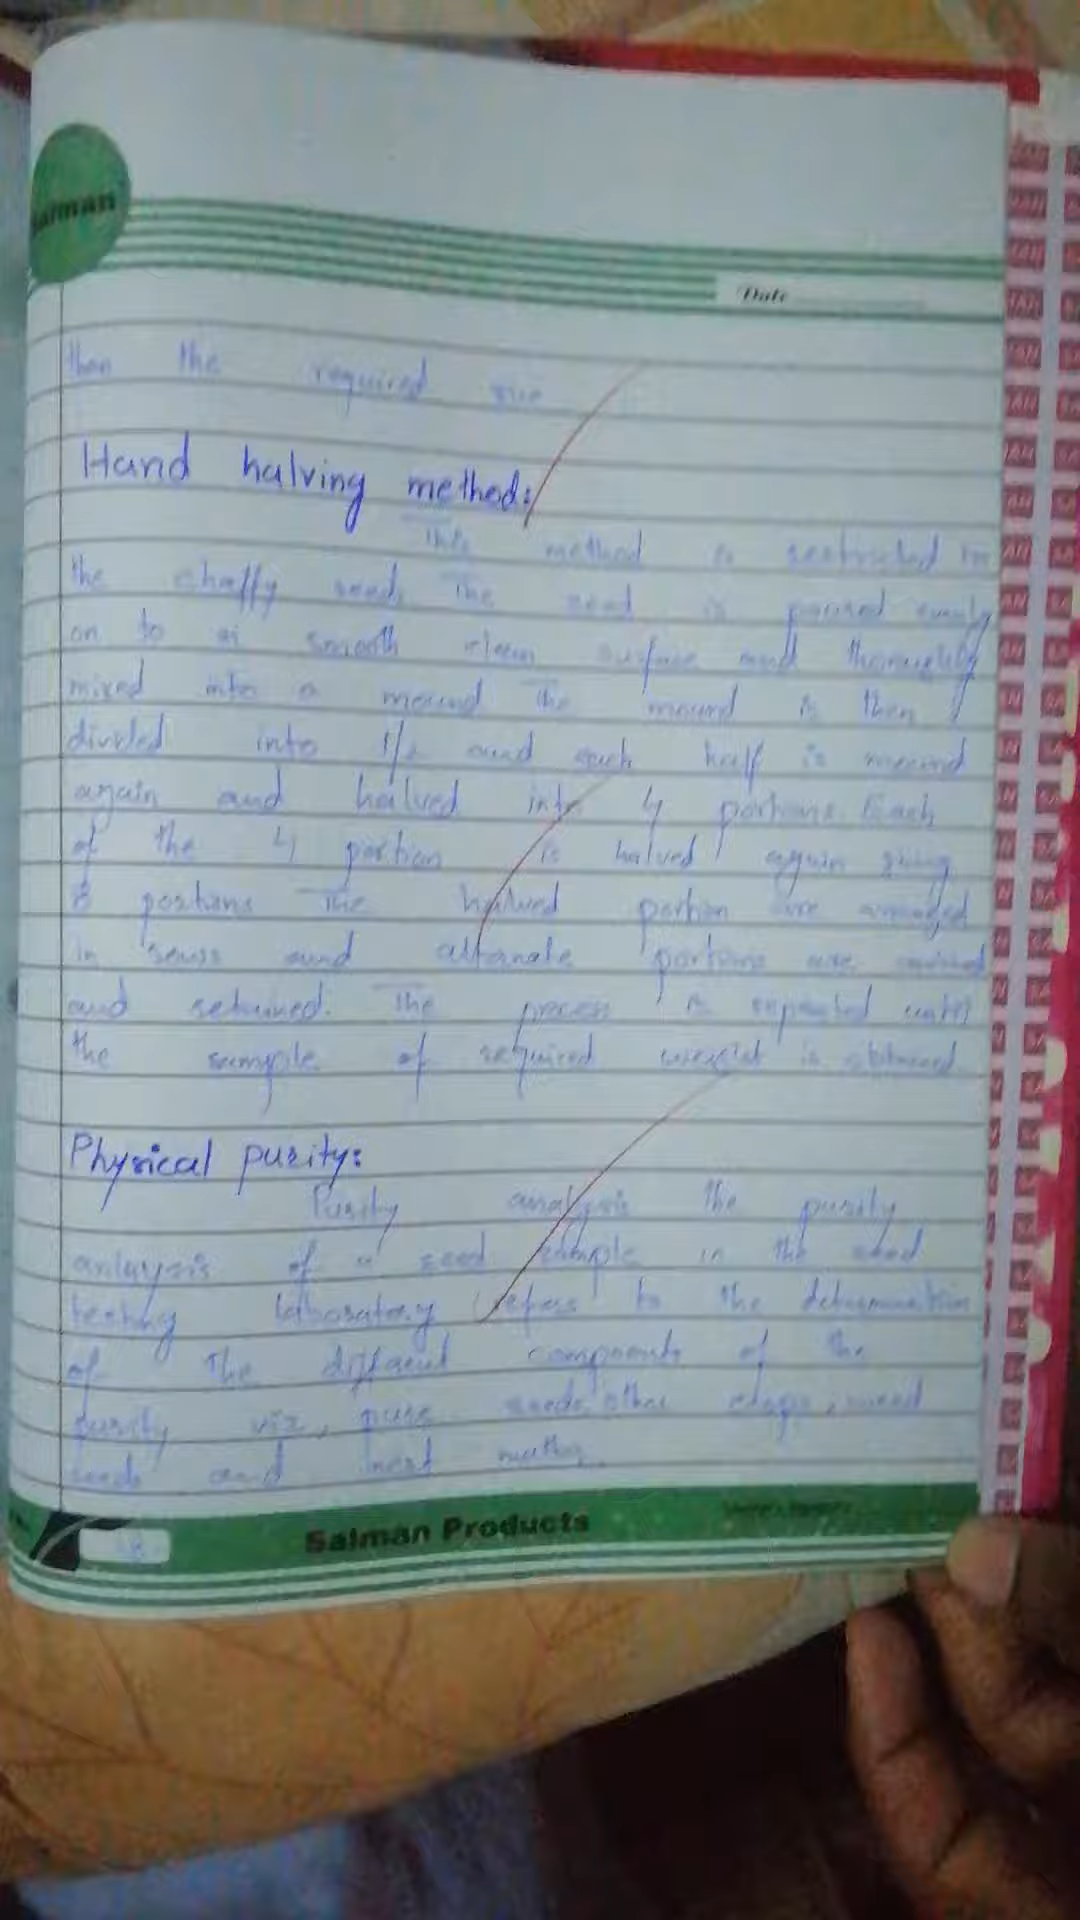 Salman
Date
than the required size
Hand halving method:
This method is restricted to
the chaffy seeds. The seed is poured evenly
on to a smooth clean surface and thoroughly
mixed into a mound The mound is then
divided into 1/2 and each half is mound
again and halved into 4 portions. Each
of the 4 portion is halved again giving
8 portions The halved portion are arranged
in rows and alternate portions are combined
and retained. The process is repeated until
the sample of required weight is obtained
Physical purity:
Purity analysis the purity
anlaysis of a seed sample in the seed
testing laboratory refers to the determination
of the different components of the
purity viz, pure seeds, other crops, weed
seeds and inert matter.
8
Salman Products